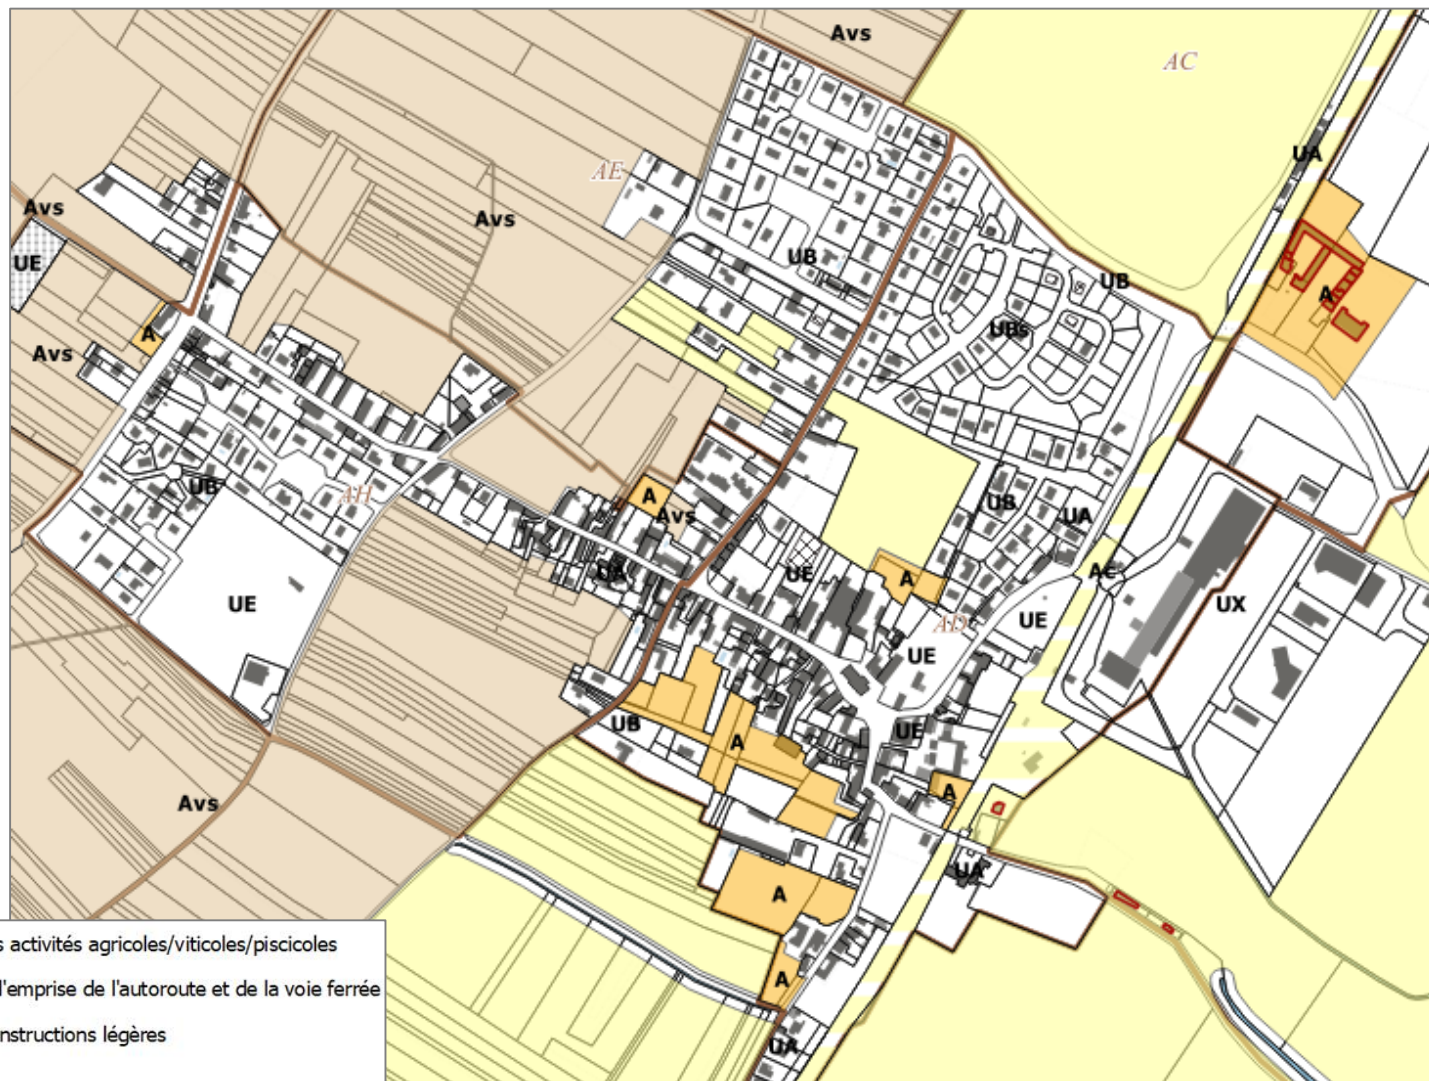 Avs
AC
UA
AE
Avs
Avs
UB
UE
UB
A
UBs
A
Avs
UB
AH
A
Avs
UB
UA
UA
UE
A
AC
UE
UX
UE
AD
UE
UB
UE
A
A
Avs
UA
A
s activités agricoles/viticoles/piscicoles
l'emprise de l'autoroute et de la voie ferrée
A
nstructions légères
UA